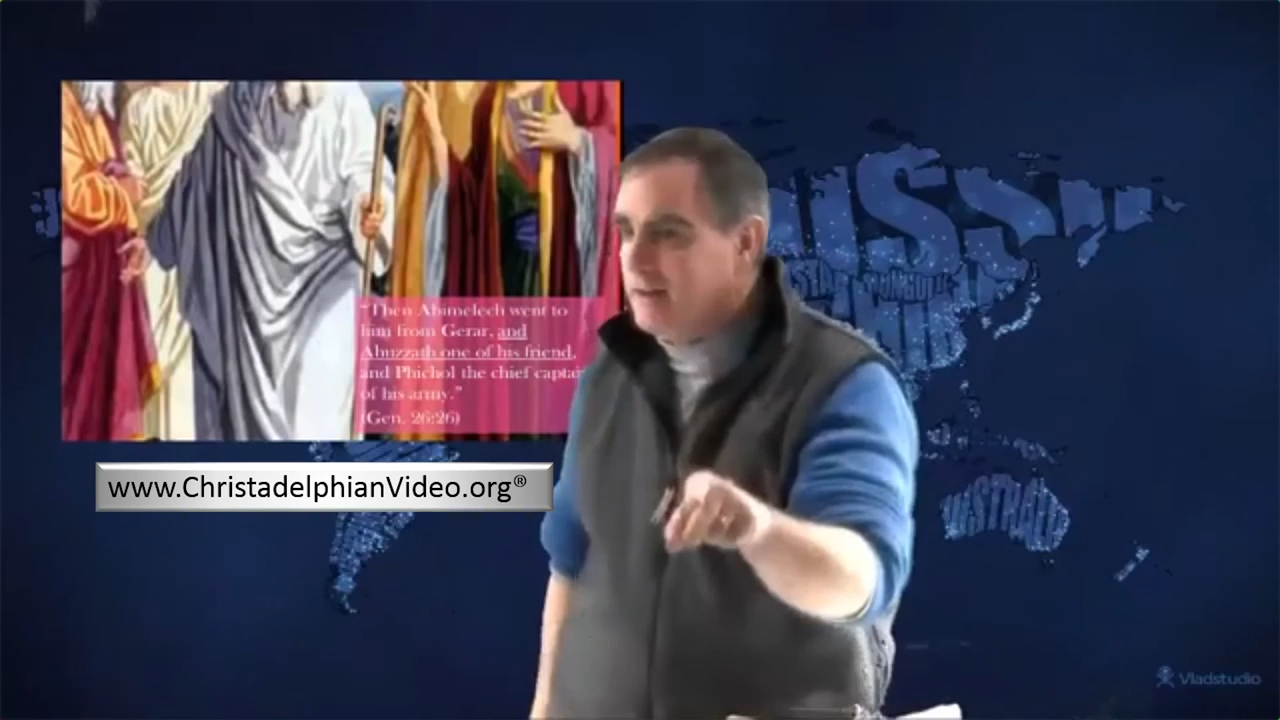 “Then Abimelech went to
him from Gerar, and
Ahuzzath one of his friend,
and Phichol the chief captai
of his army.”
(Gen. 26:26)
www.ChristadelphianVideo.org®
Vladstudio